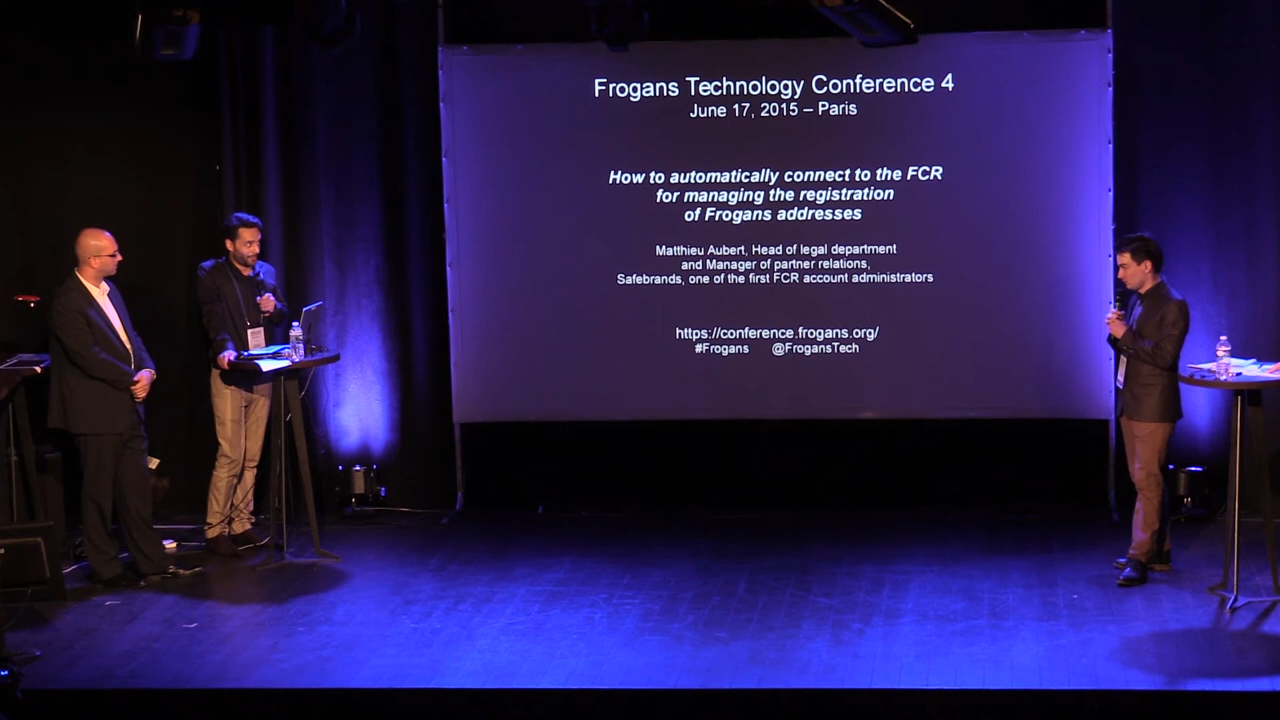 Frogans Technology Conference 4
June 17, 2015 – Paris
How to automatically connect to the FCR
for managing the registration
of Frogans addresses
Matthieu Aubert, Head of legal department
and Manager of partner relations,
Safebrands, one of the first FCR account administrators
https://conference.frogans.org/
#Frogans @FrogansTech